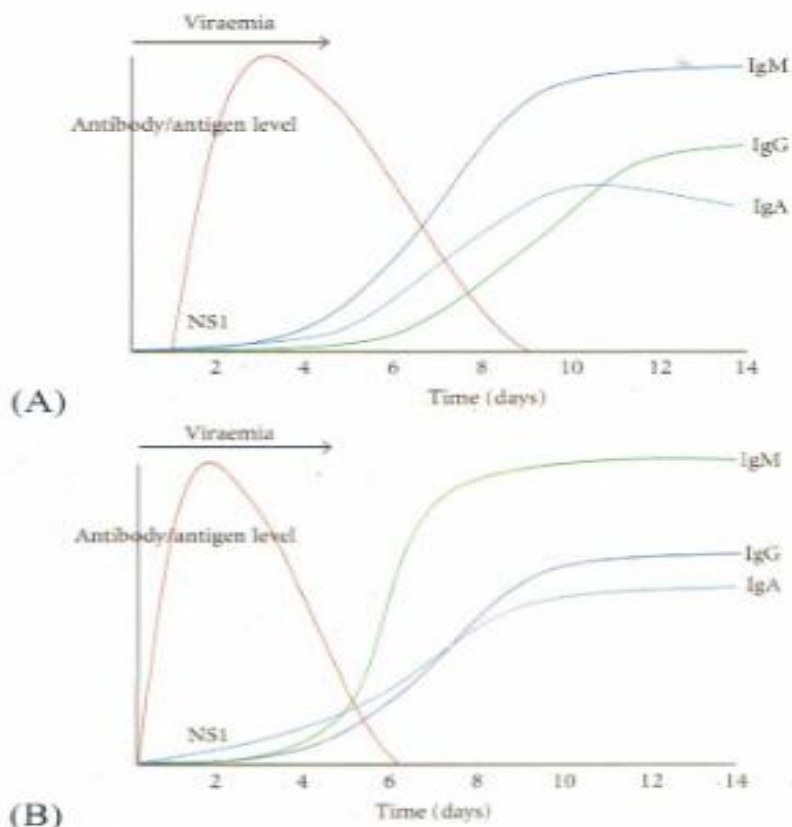 Viraemia
Antibody/antigen level
IgM
IgG
IgA
NS1
2 4 6 8 10 12 14
Time (days)
(A)
Viraemia
Antibody/antigen level
IgM
IgG
IgA
NS1
2 4 6 8 10 12 14
Time (days)
(B)